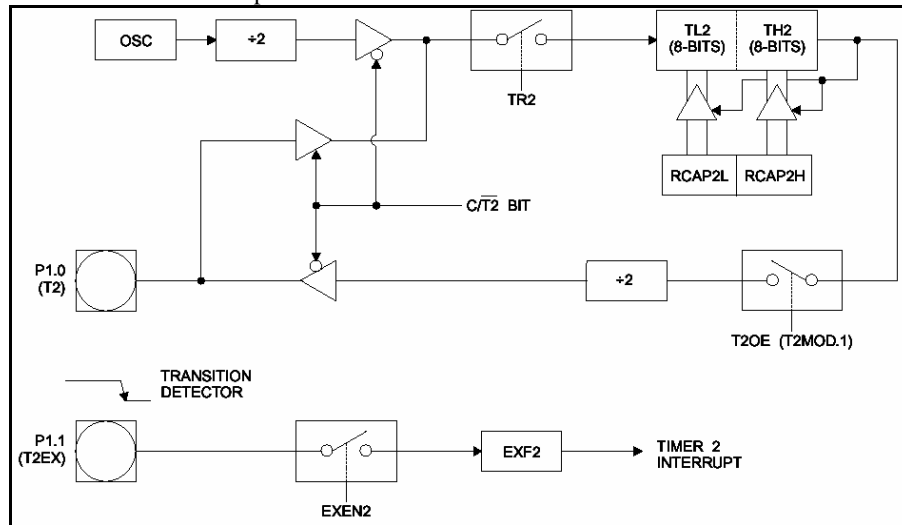 OSC
÷2
TR2
TL2 TH2
(8-BITS) (8-BITS)
RCAP2L RCAP2H
C/T2 BIT
P1.0
(T2)
÷2
T2OE (T2MOD.1)
TRANSITION
DETECTOR
P1.1
(T2EX)
EXF2
TIMER 2
INTERRUPT
EXEN2